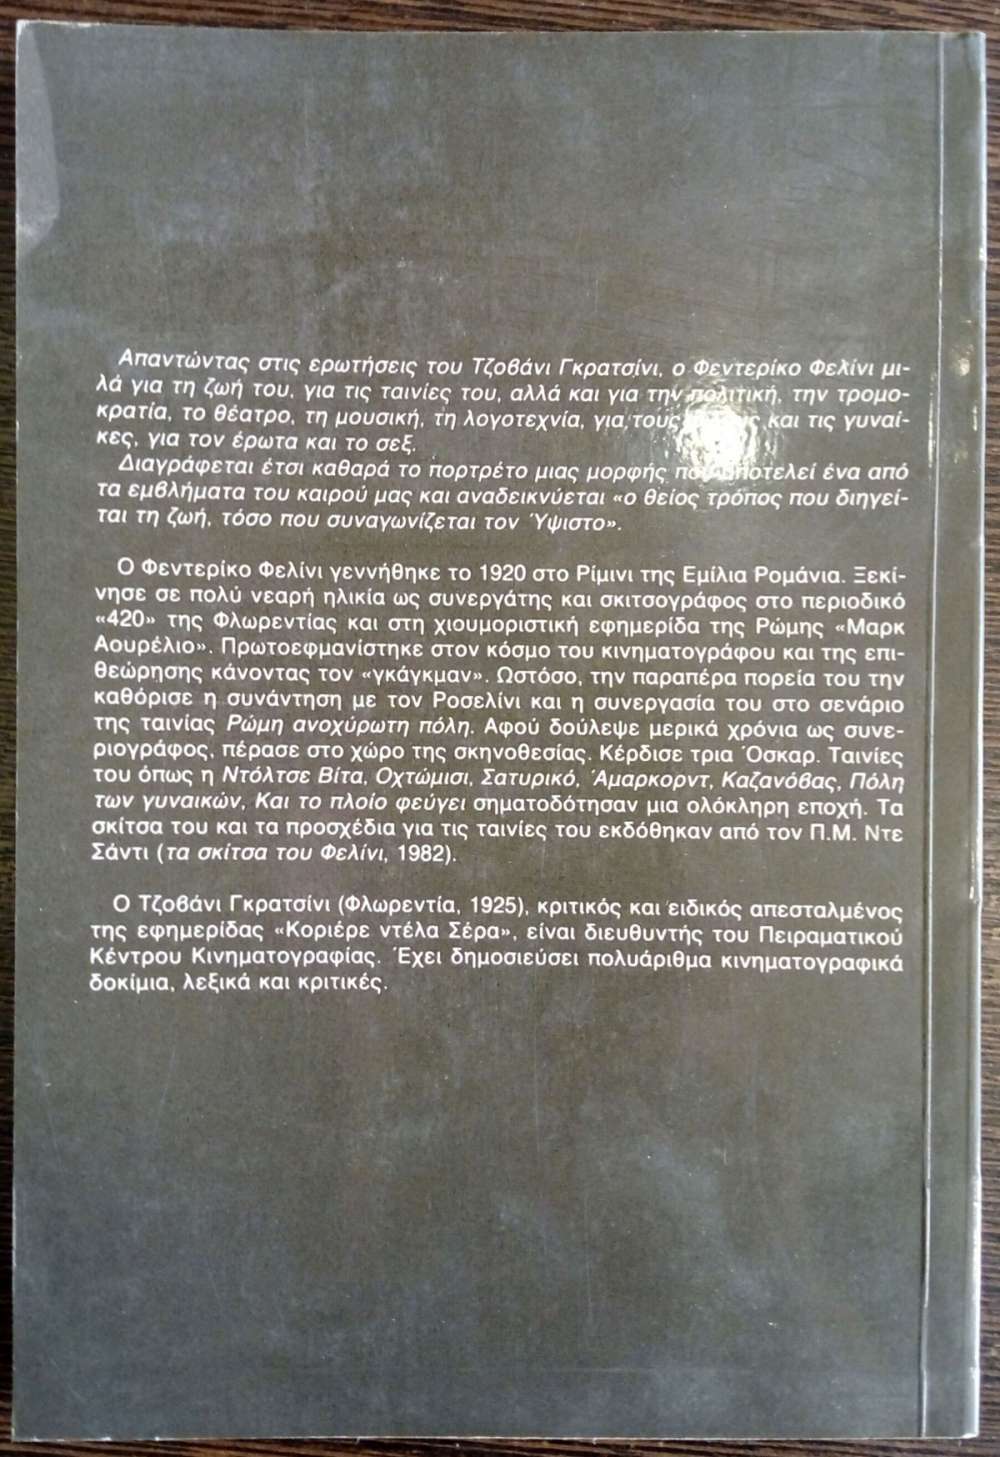 Απαντώντας στις ερωτήσεις του Τζοβάνι Γκρατσίνι, ο Φεντερίκο Φελίνι μι-
λά για τη ζωή του, για τις ταινίες του, αλλά και για την πολιτική, την τρομο-
κρατία, το θέατρο, τη μουσική, τη λογοτεχνία, για τους και τις γυναί-
κες, για τον έρωτα και το σεξ.
Διαγράφεται έτσι καθαρά το πορτρέτο μιας μορφής που αποτελεί ένα από
τα εμβλήματα του καιρού μας και αναδεικνύεται «ο θείος τρόπος που διηγεί-
ται τη ζωή, τόσο που συναγωνίζεται τον Ύψιστο».
Ο Φεντερίκο Φελίνι γεννήθηκε το 1920 στο Ρίμινι της Εμίλια Ρομάνια. Ξεκί-
νησε σε πολύ νεαρή ηλικία ως συνεργάτης και σκιτσογράφος στο περιοδικό
«420» της Φλωρεντίας και στη χιουμοριστική εφημερίδα της Ρώμης «Μαρκ
Αουρέλιο». Πρωτοεφμανίστηκε στον κόσμο του κινηματογράφου και της επι-
θεώρησης κάνοντας τον «γκάγκμαν». Ωστόσο, την παραπέρα πορεία του την
καθόρισε η συνάντηση με τον Ροσελίνι και η συνεργασία του στο σενάριο
της ταινίας Ρώμη ανοχύρωτη πόλη. Αφού δούλεψε μερικά χρόνια ως συνε-
ριογράφος, πέρασε στο χώρο της σκηνοθεσίας. Κέρδισε τρια Όσκαρ. Ταινίες
του όπως η Ντόλτσε Βίτα, Οχτώμισι, Σατυρικό, Άμαρκορντ, Καζανόβας, Πόλη
των γυναικών, Και το πλοίο φεύγει σηματοδότησαν μια ολόκληρη εποχή. Τα
σκίτσα του και τα προσχέδια για τις ταινίες του εκδόθηκαν από τον Π.Μ. Ντε
Σάντι (τα σκίτσα του Φελίνι, 1982).
Ο Τζοβάνι Γκρατσίνι (Φλωρεντία, 1925), κριτικός και ειδικός απεσταλμένος
της εφημερίδας «Κοριέρε ντέλα Σέρα», είναι διευθυντής του Πειραματικού
Κέντρου Κινηματογραφίας. Έχει δημοσιεύσει πολυάριθμα κινηματογραφικά
δοκίμια, λεξικά και κριτικές.